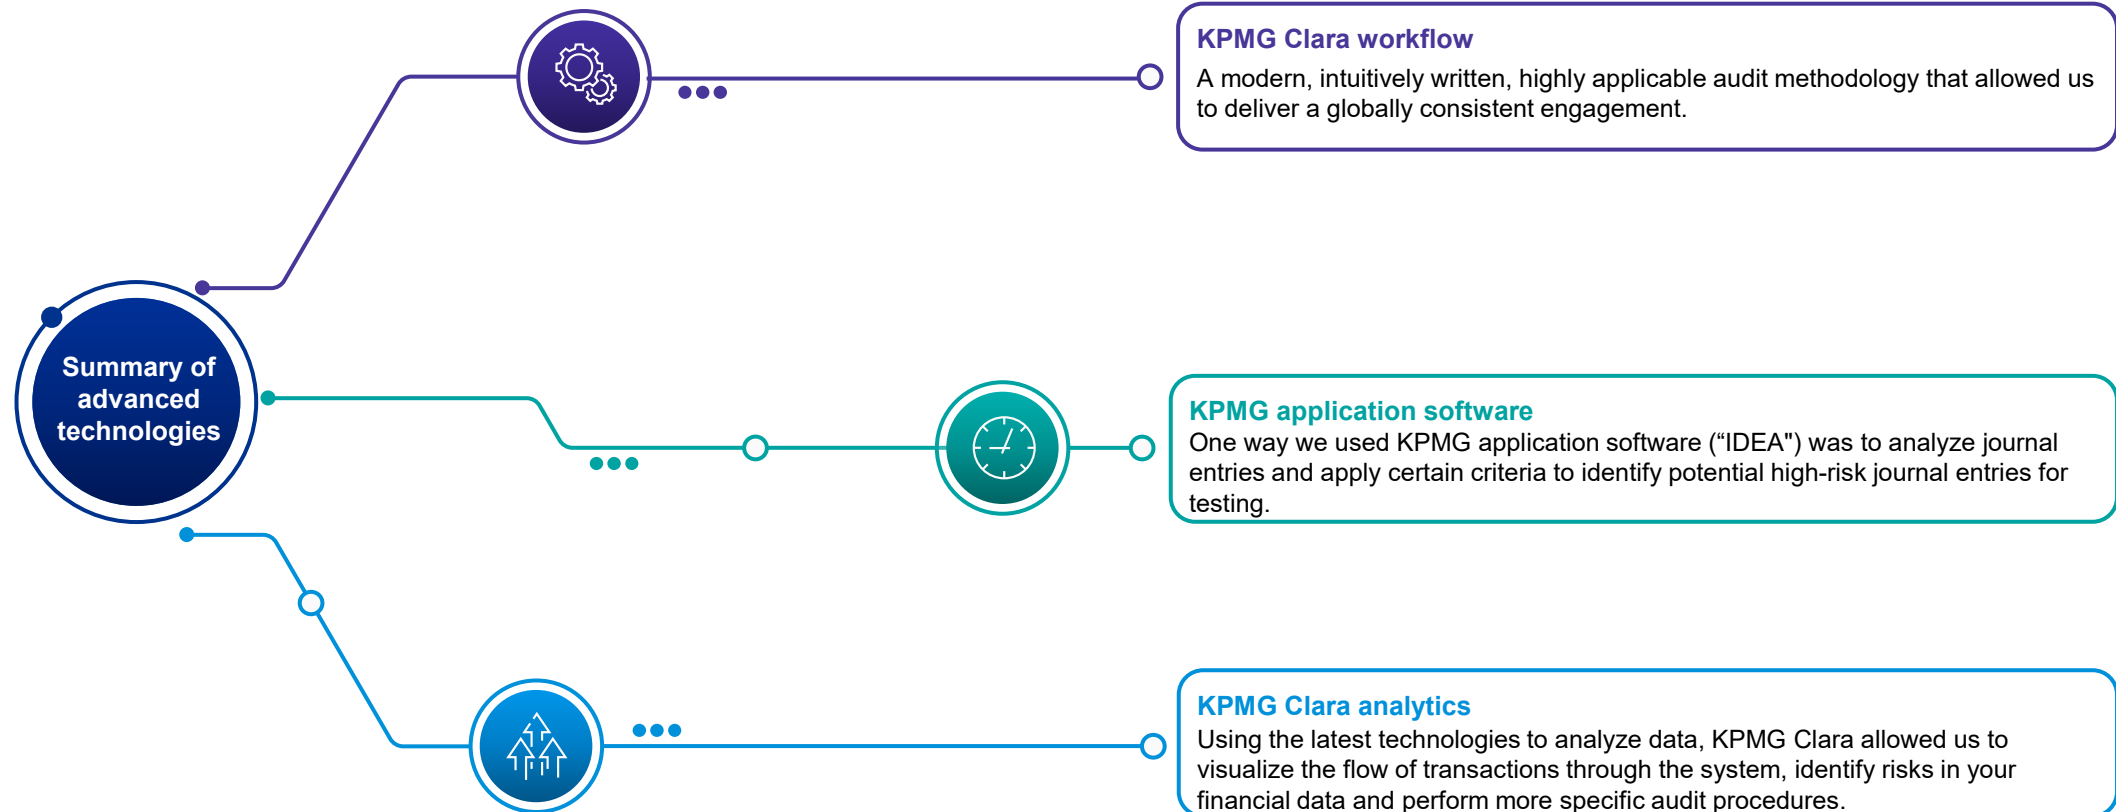 KPMG Clara workflow
A modern, intuitively written, highly applicable audit methodology that allowed us
to deliver a globally consistent engagement.
Summary of
advanced
technologies
KPMG application software
One way we used KPMG application software (“IDEA") was to analyze journal
entries and apply certain criteria to identify potential high-risk journal entries for
testing.
KPMG Clara analytics
Using the latest technologies to analyze data, KPMG Clara allowed us to
visualize the flow of transactions through the system, identify risks in your
financial data and perform more specific audit procedures.